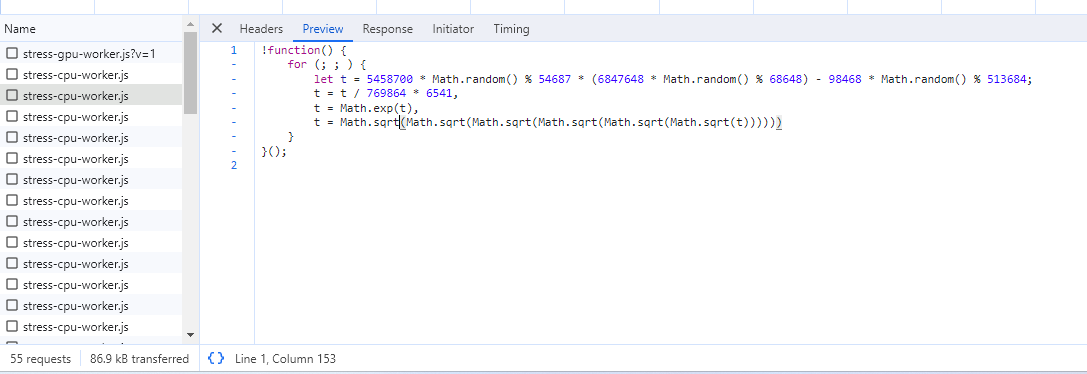 Name
Headers Preview Response Initiator Timing
stress-gpu-worker.js?v=1
stress-cpu-worker.js
stress-cpu-worker.js
stress-cpu-worker.js
stress-cpu-worker.js
stress-cpu-worker.js
stress-cpu-worker.js
stress-cpu-worker.js
stress-cpu-worker.js
stress-cpu-worker.js
stress-cpu-worker.js
stress-cpu-worker.js
stress-cpu-worker.js
stress-cpu-worker.js
1 !function() {
- for (; ; ) {
- let t = 5458700 * Math.random() % 54687 * (6847648 * Math.random() % 68648) - 98468 * Math.random() % 513684;
- t = t / 769864 * 6541,
- t = Math.exp(t),
- t = Math.sqrt(Math.sqrt(Math.sqrt(Math.sqrt(Math.sqrt(Math.sqrt(t))))))
- }
- }();
2
55 requests 86.9 kB transferred {} Line 1, Column 153